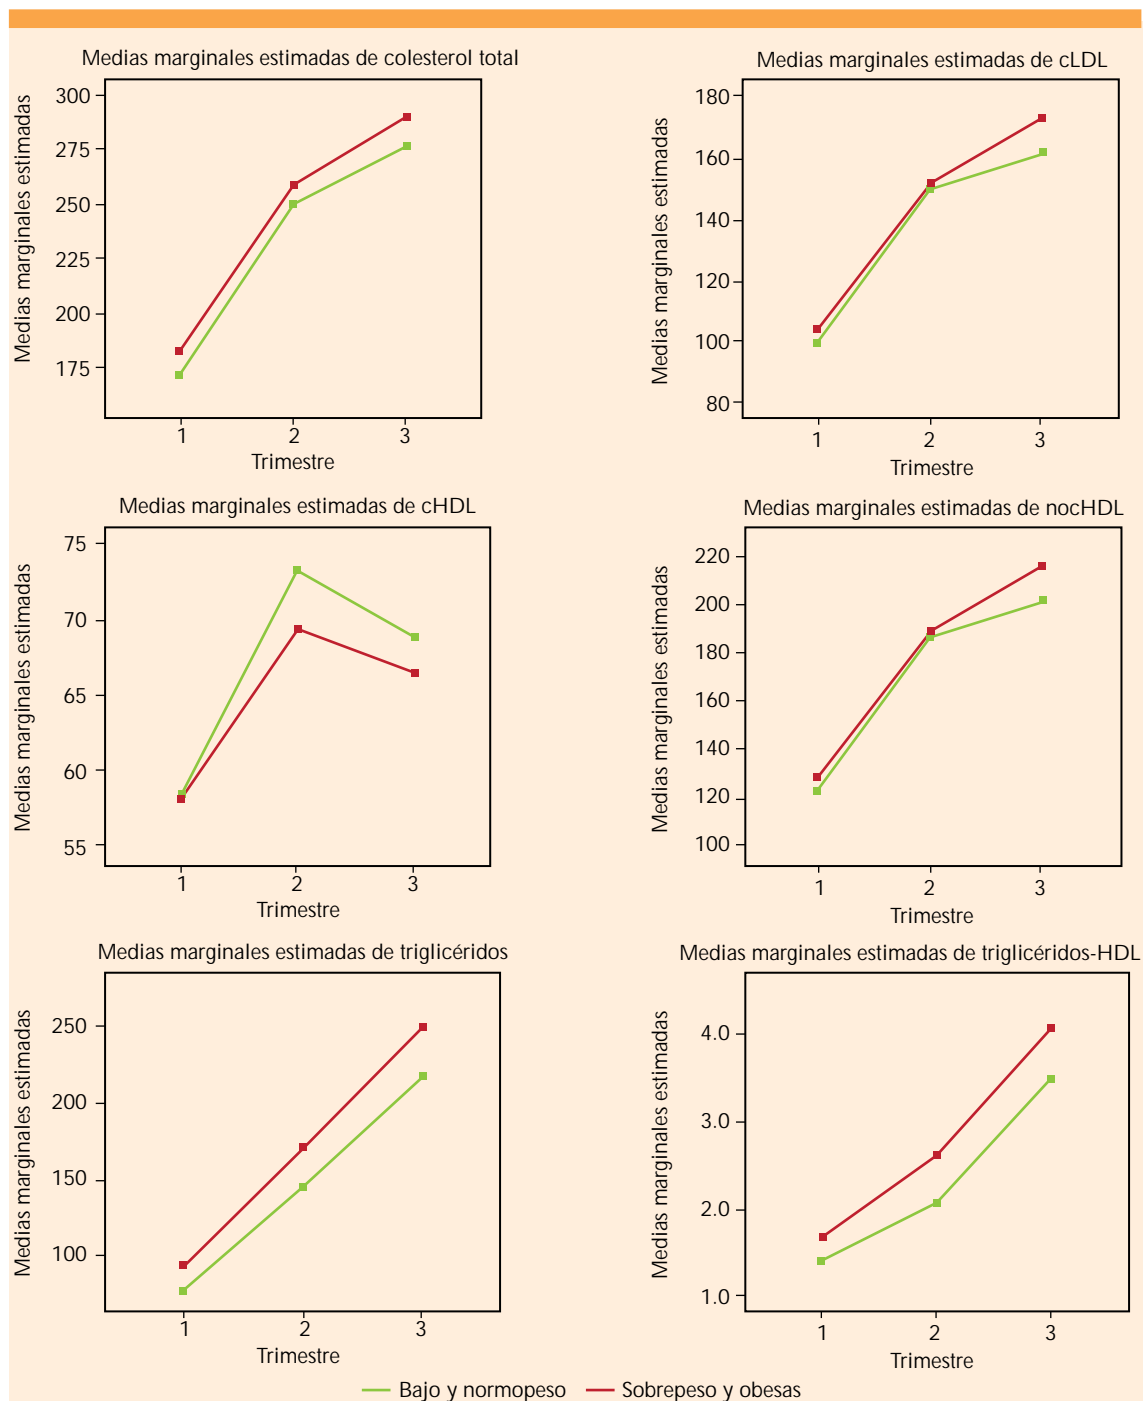 Medias marginales estimadas de colesterol total
Medias marginales estimadas
300
275
250
225
200
175
1 2 3
Trimestre
Medias marginales estimadas de cLDL
Medias marginales estimadas
180
160
140
120
100
80
1 2 3
Trimestre
Medias marginales estimadas de cHDL
Medias marginales estimadas
75
70
65
60
55
1 2 3
Trimestre
Medias marginales estimadas de nocHDL
Medias marginales estimadas
220
200
180
160
140
120
100
1 2 3
Trimestre
Medias marginales estimadas de triglicéridos
Medias marginales estimadas
250
200
150
100
1 2 3
Trimestre
Medias marginales estimadas de triglicéridos-HDL
Medias marginales estimadas
4.0
3.0
2.0
1.0
1 2 3
Trimestre
Bajo y normopeso Sobrepeso y obesas